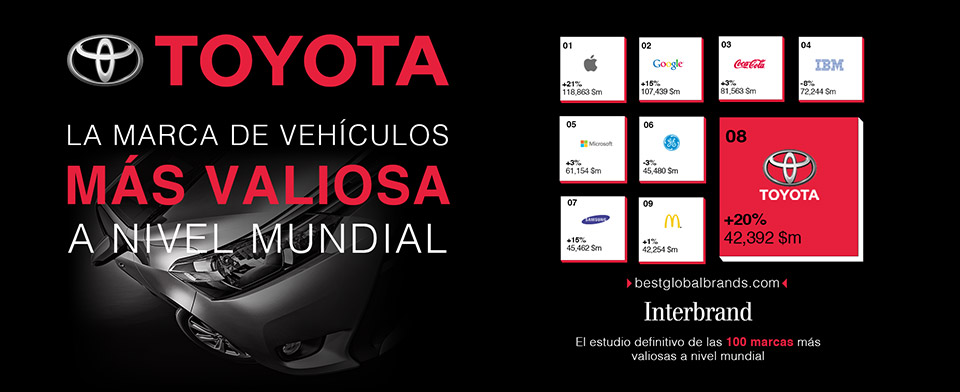 TOYOTA
LA MARCA DE VEHÍCULOS
MÁS VALIOSA
A NIVEL MUNDIAL
01
+21%
118,863 $m
02
Google
+15%
107,439 $m
03
Coca-Cola
+3%
81,563 $m
04
IBM
-8%
72,244 $m
05
Microsoft
+3%
61,154 $m
06
-3%
45,480 $m
07
SAMSUNG
+15%
45,462 $m
09
+1%
42,254 $m
08
TOYOTA
+20%
42,392 $m
bestglobalbrands.com
Interbrand
El estudio definitivo de las 100 marcas más
valiosas a nivel mundial